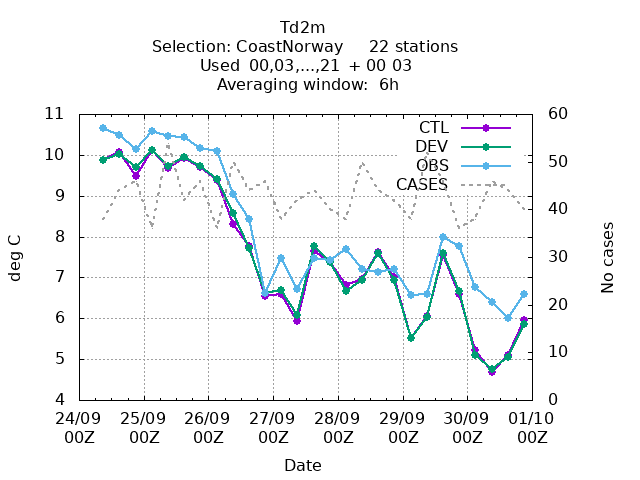 Td2m
Selection: CoastNorway     22 stations
Used  00,03,...,21  + 00 03
Averaging window:  6h
11
10
9
8
7
6
5
4
deg C
60
50
40
30
20
10
0
No cases
CTL
DEV
OBS
CASES
24/09 25/09 26/09 27/09 28/09 29/09 30/09 01/10
00Z 00Z 00Z 00Z 00Z 00Z 00Z 00Z
Date